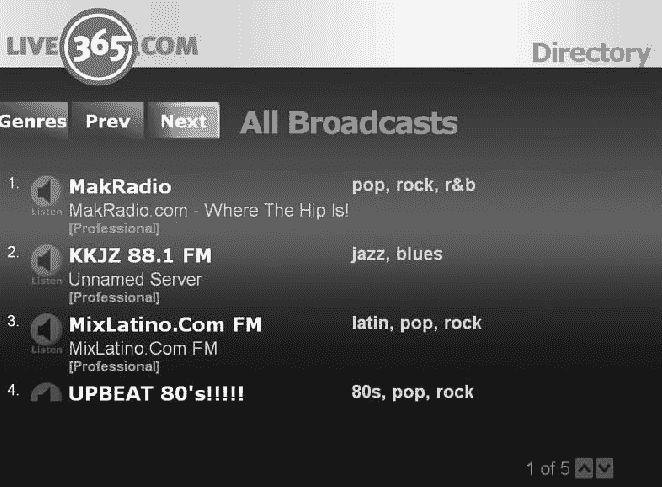 LIVE 365 .COM
Directory
Genres Prev Next All Broadcasts
1. MakRadio pop, rock, r&b
Listen MakRadio.com - Where The Hip Is!
[Professional]
2. KKJZ 88.1 FM jazz, blues
Listen Unnamed Server
[Professional]
3. MixLatino.Com FM latin, pop, rock
Listen MixLatino.Com FM
[Professional]
4. UPBEAT 80's!!!!! 80s, pop, rock
1 of 5